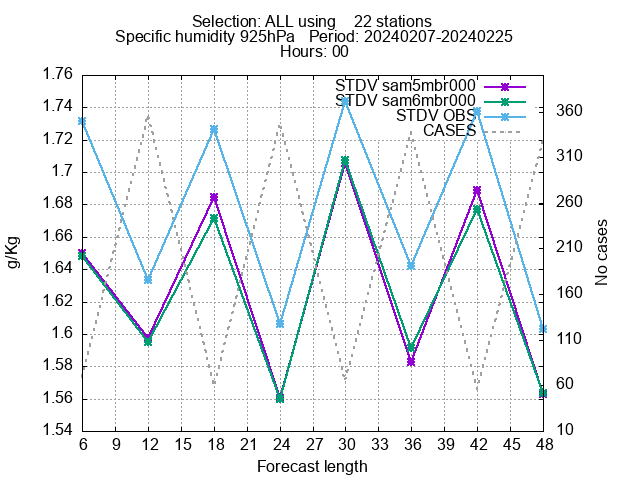 Selection: ALL using    22 stations
Specific humidity 925hPa   Period: 20240207-20240225
Hours: 00
STDV sam5mbr000
STDV sam6mbr000
STDV OBS
CASES
1.76
1.74
1.72
1.7
1.68
1.66
1.64
1.62
1.6
1.58
1.56
1.54
g/Kg
360
310
260
210
160
110
60
10
No cases
6 9 12 15 18 21 24 27 30 33 36 39 42 45 48
Forecast length